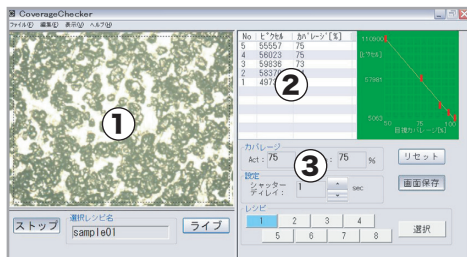 CoverageChecker
ファイル(F) 編集(E) 表示(V) ヘルプ(H)
No ピクセル カバレージ[%]
5 55557 75
4 56023 75
3 59836 73
2 5837
1 497
②
①
110000
[ピクセル]
57985
5063
50 75 100
目視カバレージ[%]
カバレージ
Act : 75 : 75 %
③
リセット
設定
シャッター
ディレイ : 1 sec
画面保存
レシピ
1 2 3 4
5 6 7 8
選択
ストップ
選択レシピ名
sample01
ライブ